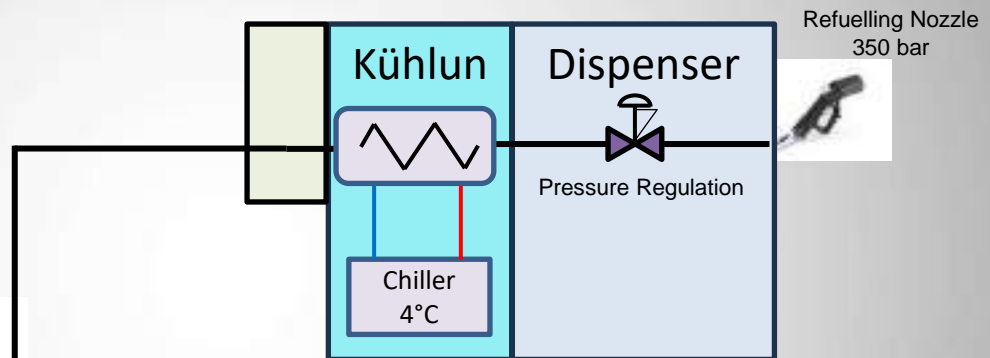 Refuelling Nozzle
350 bar
Kühlun
Dispenser
Pressure Regulation
Chiller
4°C